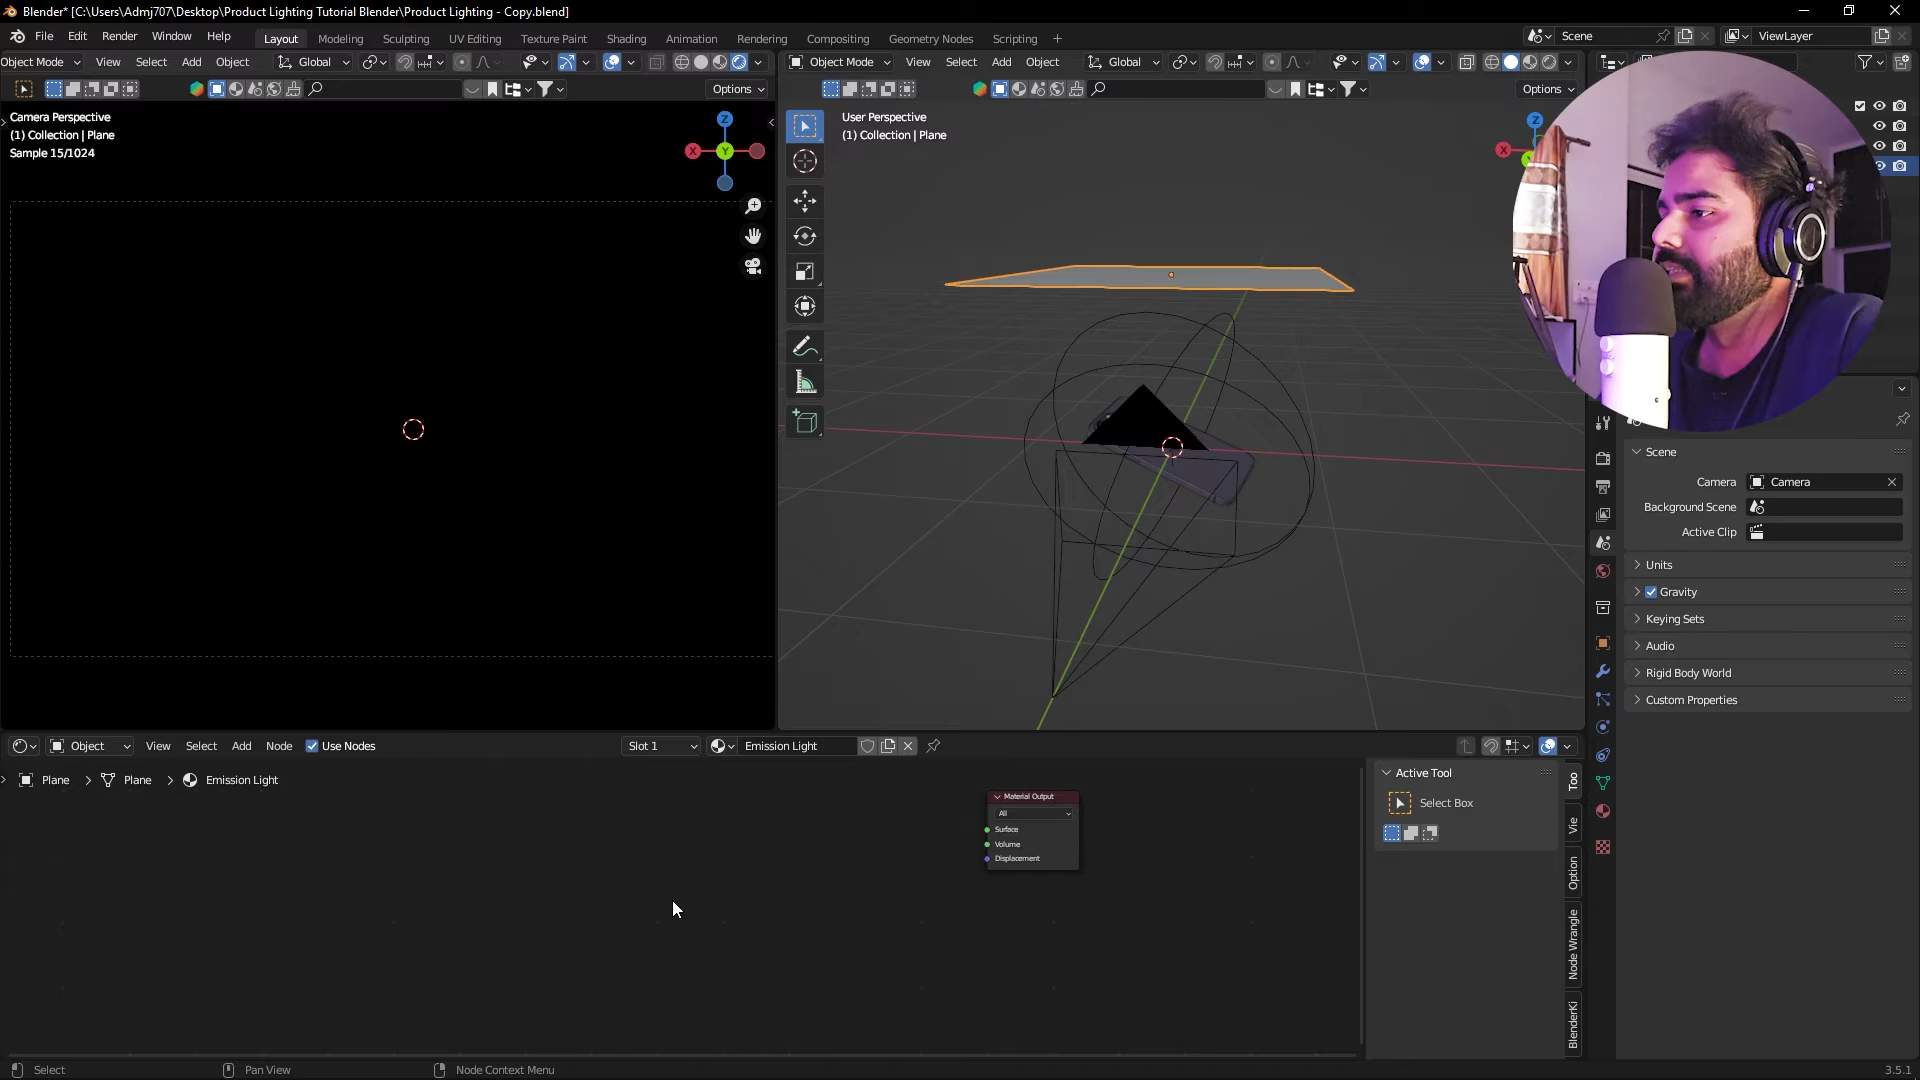 Blender* [C:\Users\Admj707\Desktop\Product Lighting Tutorial Blender\Product Lighting - Copy.blend]
File Edit Render Window Help Layout Modeling Sculpting UV Editing Texture Paint Shading Animation Rendering Compositing Geometry Nodes Scripting + Scene ViewLayer
Object Mode View Select Add Object Global Object Mode View Select Add Object Global
Options Options
Camera Perspective
(1) Collection | Plane
Sample 15/1024
Z
X
Y
User Perspective
(1) Collection | Plane
Z
X
Y
Scene
Camera Camera
Background Scene
Active Clip
Units
Gravity
Keying Sets
Audio
Rigid Body World
Custom Properties
Object View Select Add Node Use Nodes Slot 1 Emission Light
Plane Plane Emission Light
Material Output
All
Surface
Volume
Displacement
Active Tool
Select Box
Too
Vie
Option
Node Wrangle
BlenderKi
Select Pan View Node Context Menu 3.5.1